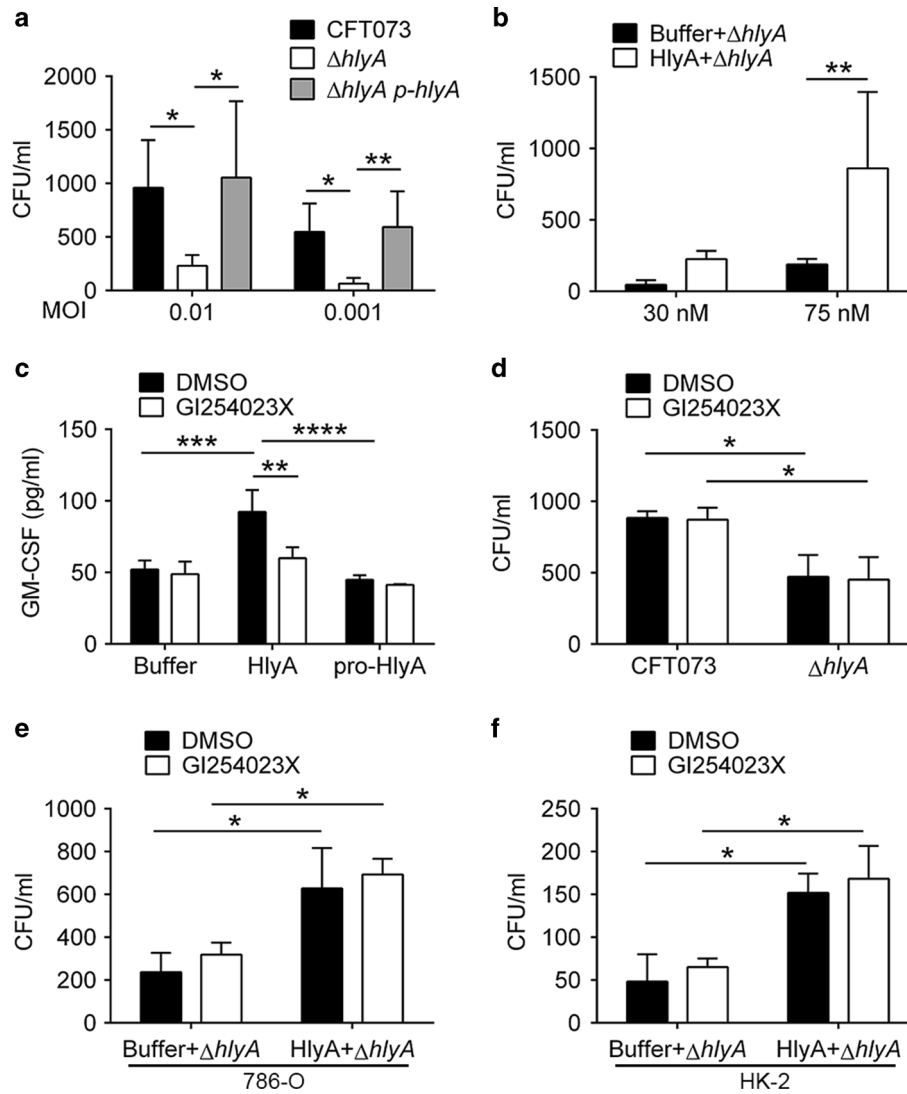 a
CFT073
ΔhlyA
ΔhlyA p-hlyA
2000
1500
1000
500
0
CFU/ml
* * * **
MOI 0.01 0.001
b
Buffer+ΔhlyA
HlyA+ΔhlyA
1500
1000
500
0
CFU/ml
**
30 nM 75 nM
c
DMSO
GI254023X
150
100
50
0
GM-CSF (pg/ml)
*** **** **
Buffer HlyA pro-HlyA
d
DMSO
GI254023X
1500
1000
500
0
CFU/ml
*
*
CFT073 ΔhlyA
e
DMSO
GI254023X
1000
800
600
400
200
0
CFU/ml
*
*
Buffer+ΔhlyA HlyA+ΔhlyA
786-O
f
DMSO
GI254023X
250
200
150
100
50
0
CFU/ml
*
*
Buffer+ΔhlyA HlyA+ΔhlyA
HK-2